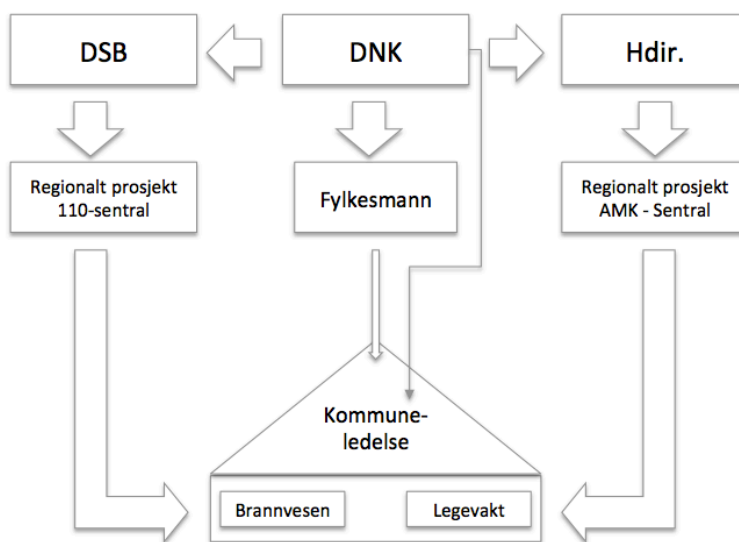 DSB
DNK
Hdir.
Regionalt prosjekt
110-sentral
Fylkesmann
Regionalt prosjekt
AMK - Sentral
Kommune-
ledelse
Brannvesen
Legevakt